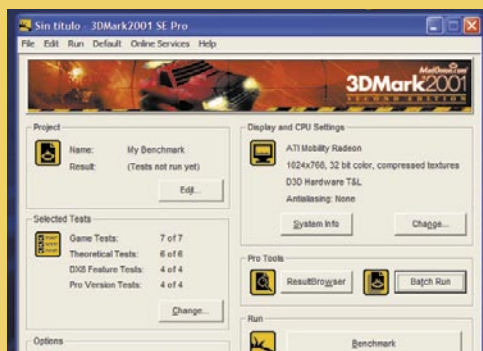 Sin título - 3DMark2001 SE Pro
File Edit Run Default Online Services Help
MadOnion.com
3DMark2001
SECOND EDITION
Project
Name: My Benchmark
Result: (Tests not run yet)
Edit...
Selected Tests
Game Tests: 7 of 7
Theoretical Tests: 6 of 6
DX8 Feature Tests: 4 of 4
Pro Version Tests: 4 of 4
Change...
Options
Display and CPU Settings
ATI Mobility Radeon
1024x768, 32 bit color, compressed textures
D3D Hardware T&L
Antialiasing: None
System Info
Change...
Pro Tools
ResultBrowser
Batch Run
Run
Benchmark